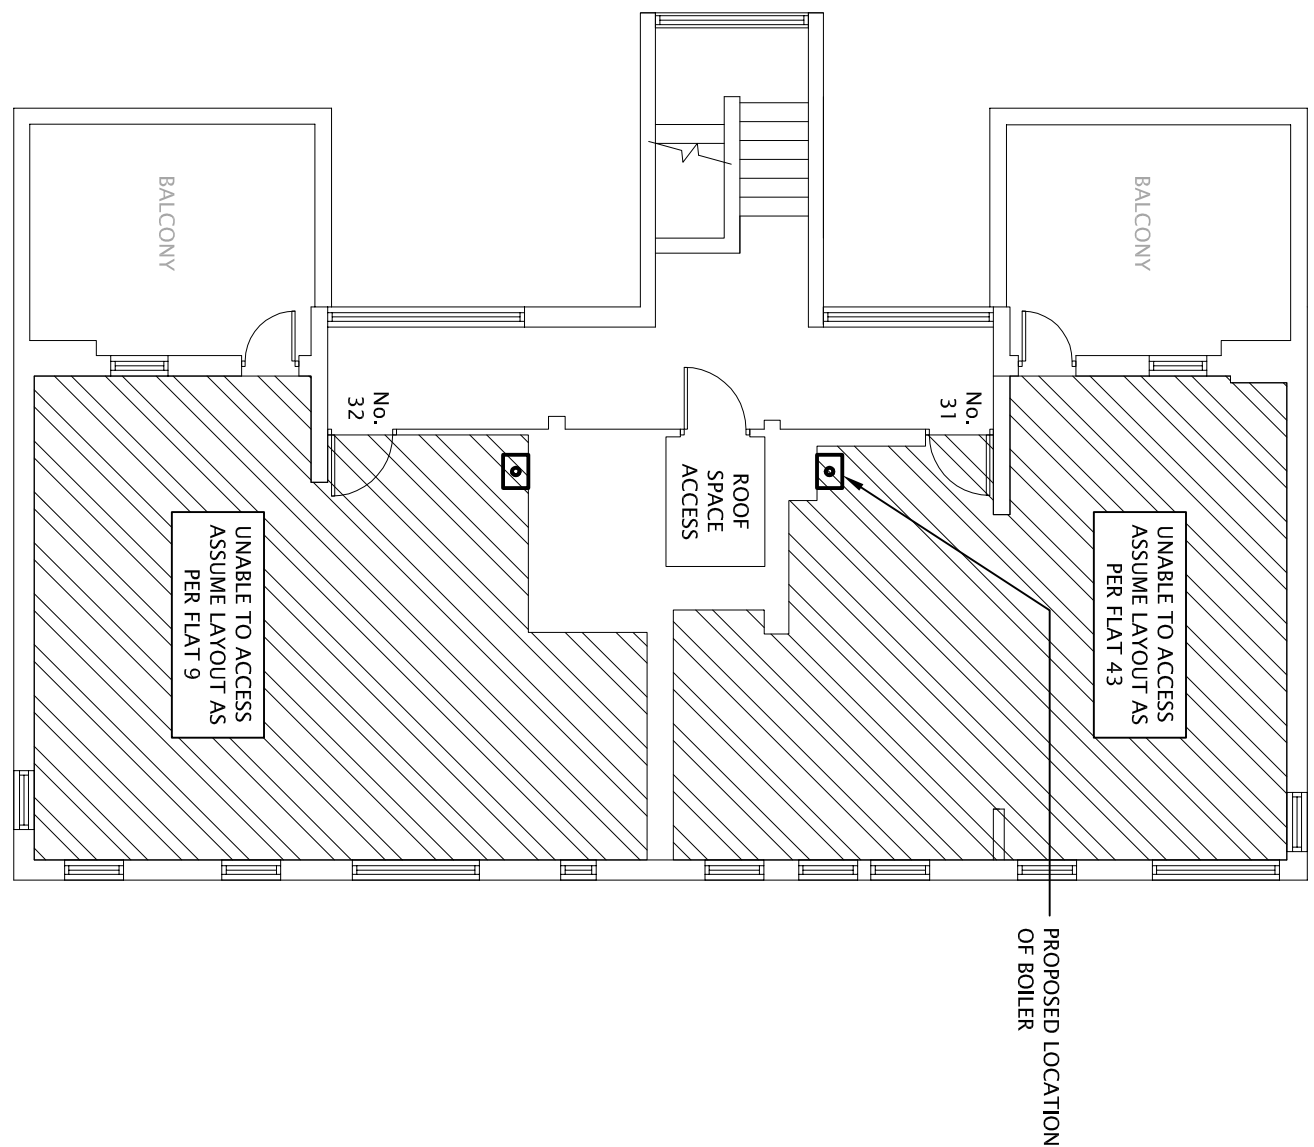 BALCONY
BALCONY
No.
32
No.
31
ROOF
SPACE
ACCESS
UNABLE TO ACCESS
ASSUME LAYOUT AS
PER FLAT 9
UNABLE TO ACCESS
ASSUME LAYOUT AS
PER FLAT 43
PROPOSED LOCATION
OF BOILER